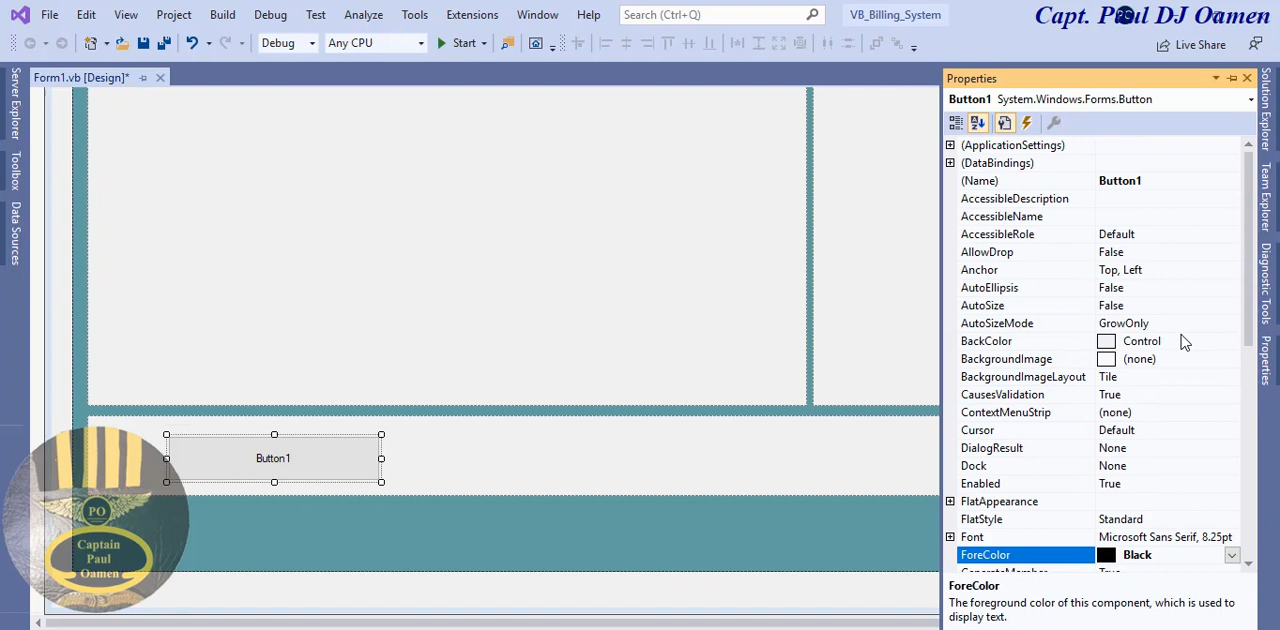 File Edit View Project Build Debug Test Analyze Tools Extensions Window Help Search (Ctrl+Q) VB_Billing_System
Capt. Paul DJ Oamen
Debug Any CPU Start Live Share
Form1.vb [Design]*
Server Explorer
Toolbox
Data Sources
Button1
PO
Captain
Paul
Oamen
Properties
Button1 System.Windows.Forms.Button
(ApplicationSettings)
(DataBindings)
(Name) Button1
AccessibleDescription
AccessibleName
AccessibleRole Default
AllowDrop False
Anchor Top, Left
AutoEllipsis False
AutoSize False
AutoSizeMode GrowOnly
BackColor Control
BackgroundImage (none)
BackgroundImageLayout Tile
CausesValidation True
ContextMenuStrip (none)
Cursor Default
DialogResult None
Dock None
Enabled True
FlatAppearance
FlatStyle Standard
Font Microsoft Sans Serif, 8.25pt
ForeColor Black
ForeColor
The foreground color of this component, which is used to
display text.
Solution Explorer
Team Explorer
Diagnostic Tools
Properties